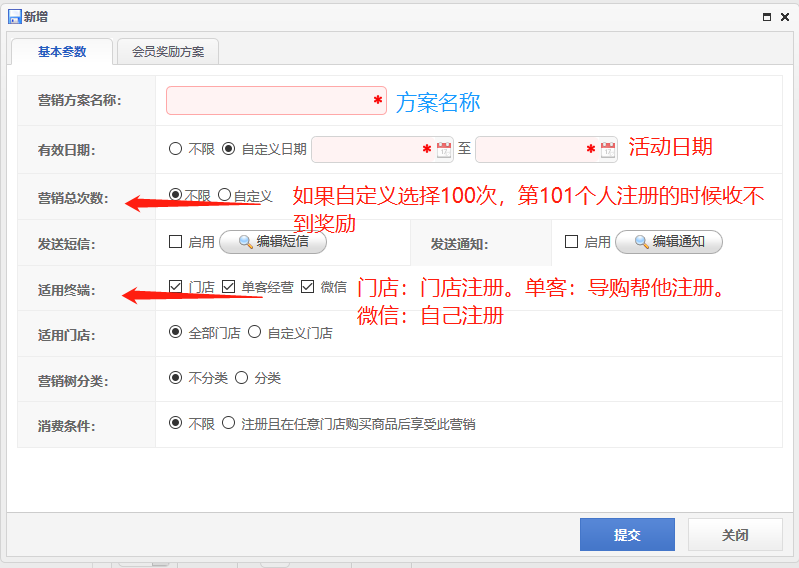 新增
基本参数 会员奖励方案
营销方案名称: * 方案名称
有效日期: 不限 自定义日期 * 至 * 活动日期
营销总次数: 不限 自定义 如果自定义选择100次，第101个人注册的时候收不
到奖励
发送短信: 启用 编辑短信 发送通知: 启用 编辑通知
适用终端: 门店 单客经营 微信 门店：门店注册。单客：导购帮他注册。
微信：自己注册
适用门店: 全部门店 自定义门店
营销树分类: 不分类 分类
消费条件: 不限 注册且在任意门店购买商品后享受此营销
提交 关闭